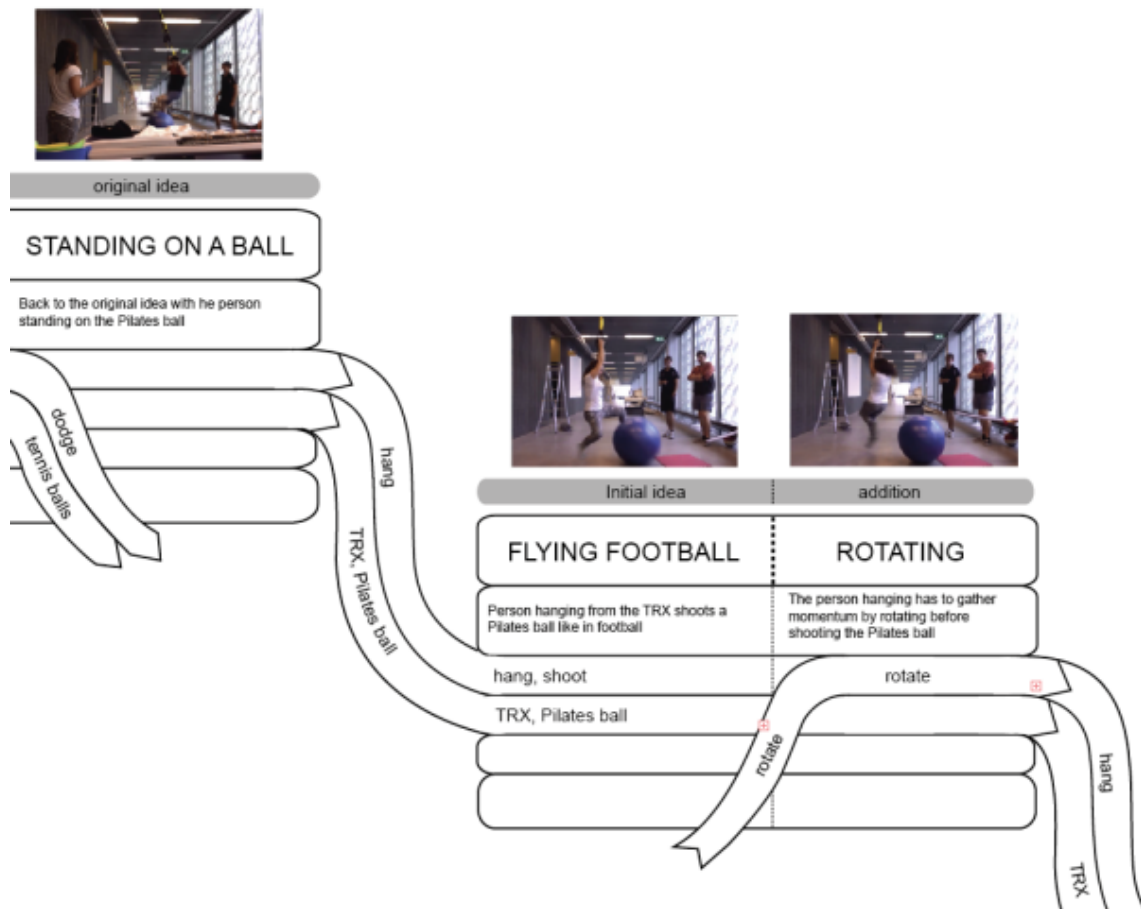 original idea
STANDING ON A BALL
Back to the original idea with he person
standing on the Pilates ball
dodge
tennis balls
hang
TRX, Pilates ball
Initial idea
addition
FLYING FOOTBALL
ROTATING
Person hanging from the TRX shoots a
Pilates ball like in football
The person hanging has to gather
momentum by rotating before
shooting the Pilates ball
hang, shoot
rotate
TRX, Pilates ball
rotate
hang
TRX